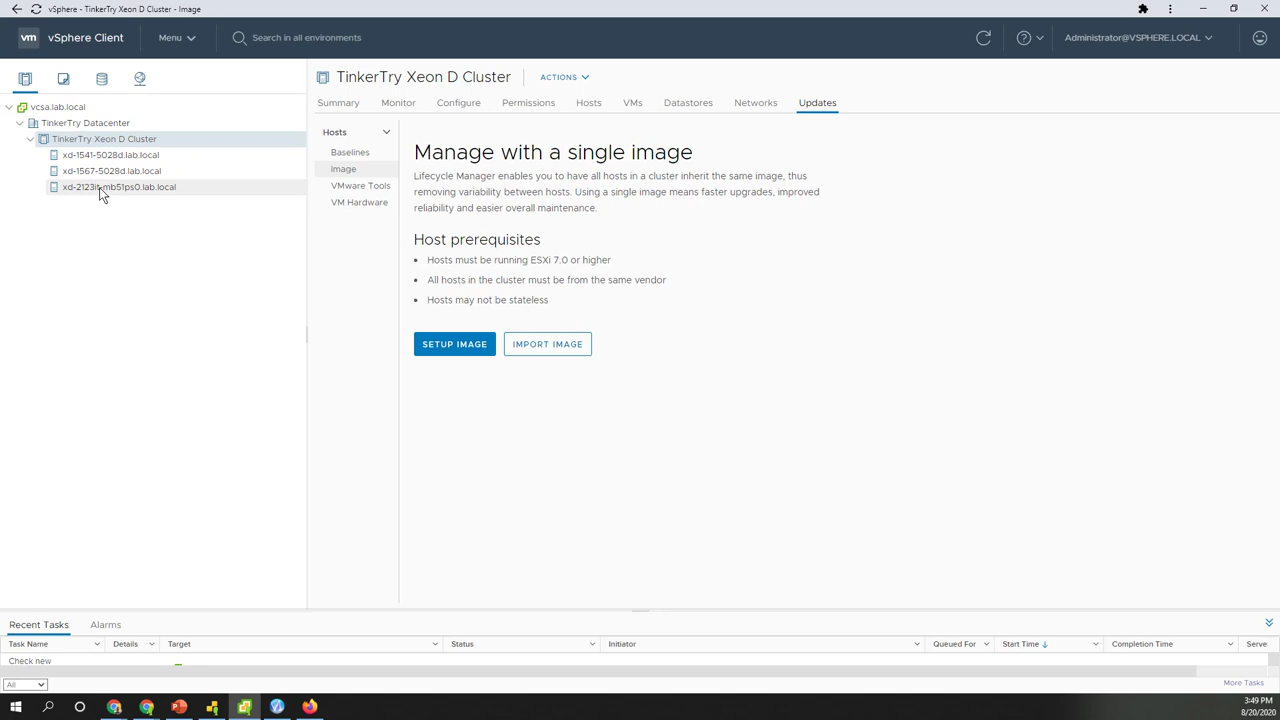 vSphere - TinkerTry Xeon D Cluster - Image
vm vSphere Client Menu Search in all environments Administrator@VSPHERE.LOCAL
vcsa.lab.local
TinkerTry Datacenter
TinkerTry Xeon D Cluster
xd-1541-5028d.lab.local
xd-1567-5028d.lab.local
TinkerTry Xeon D Cluster ACTIONS
Summary Monitor Configure Permissions Hosts VMs Datastores Networks Updates
Hosts
Baselines
Image
VMware Tools
VM Hardware
Manage with a single image
Lifecycle Manager enables you to have all hosts in a cluster inherit the same image, thus
removing variability between hosts. Using a single image means faster upgrades, improved
reliability and easier overall maintenance.
Host prerequisites
• Hosts must be running ESXi 7.0 or higher
• All hosts in the cluster must be from the same vendor
• Hosts may not be stateless
SETUP IMAGE IMPORT IMAGE
Recent Tasks Alarms
Task Name Details Target Status Initiator Queued For Start Time Completion Time Serve
Check new
All More Tasks
3:49 PM
8/20/2020